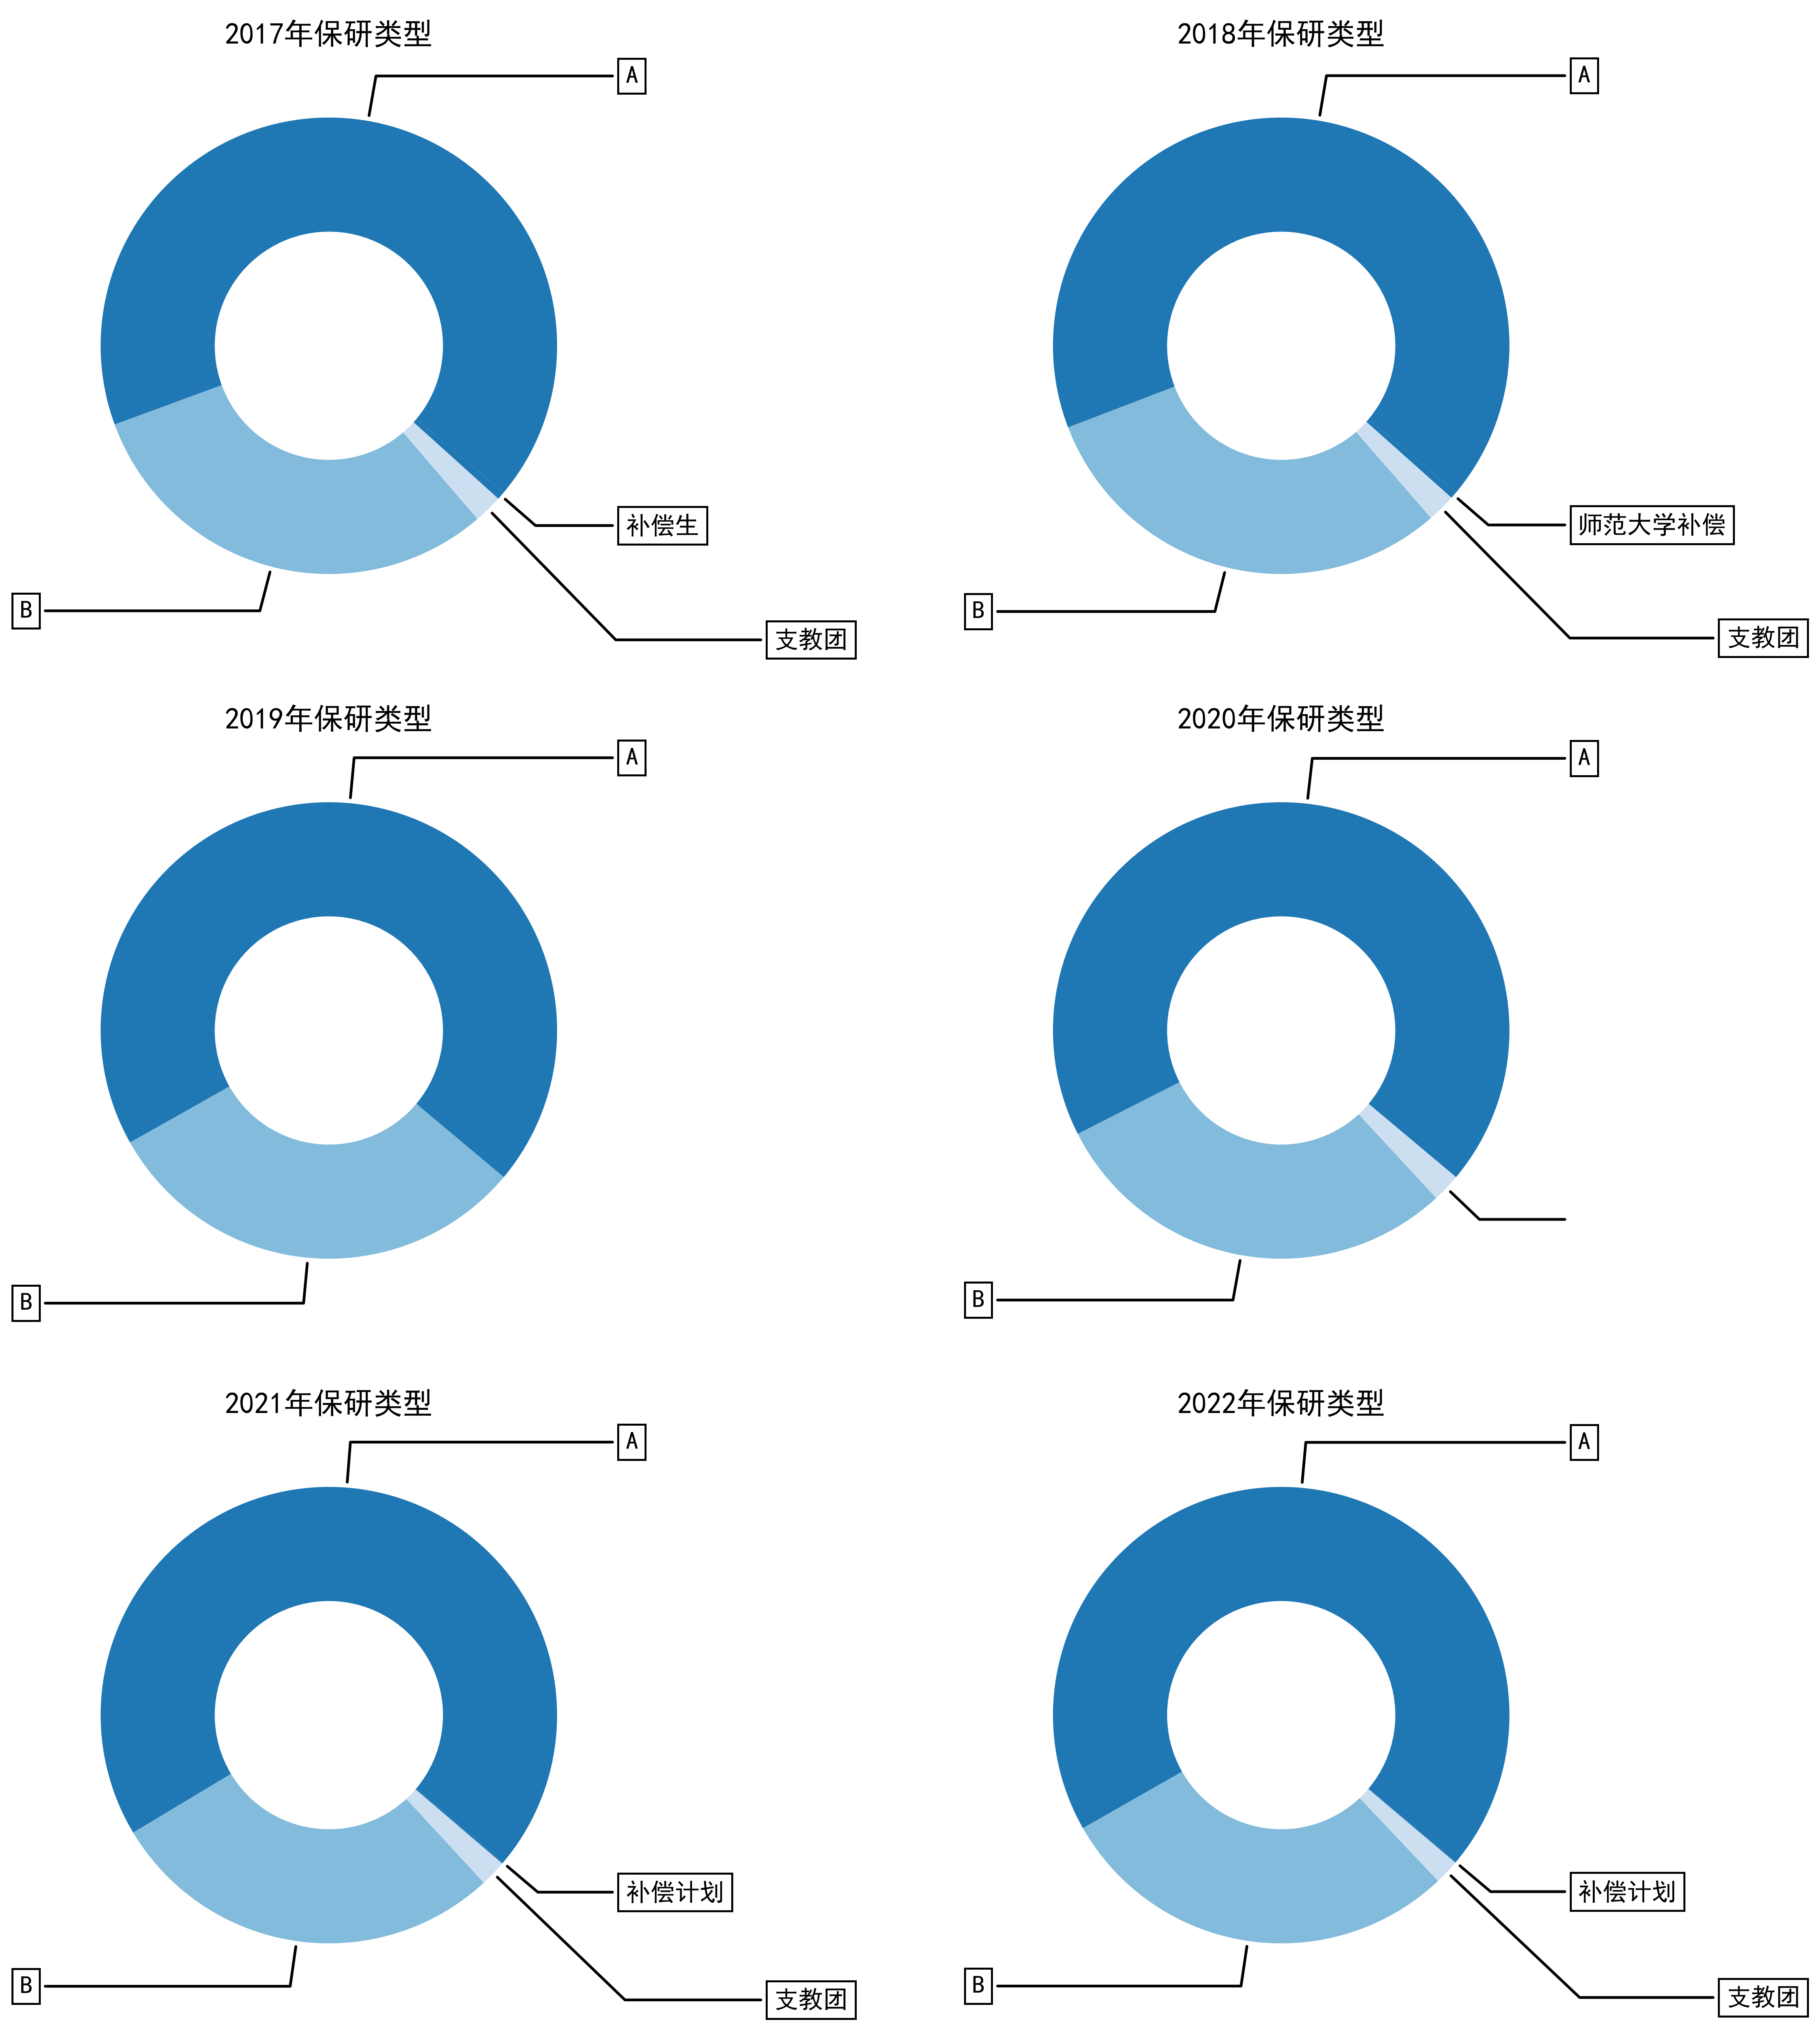 2017年保研类型
A
补偿生
B
支教团
2018年保研类型
A
师范大学补偿
B
支教团
2019年保研类型
A
B
2020年保研类型
A
B
2021年保研类型
A
补偿计划
B
支教团
2022年保研类型
A
补偿计划
B
支教团